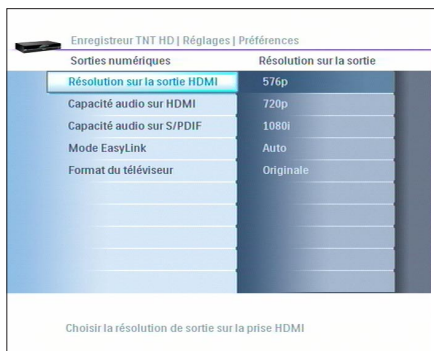 Enregistreur TNT HD | Réglages | Préférences
Sorties numériques Résolution sur la sortie
Résolution sur la sortie HDMI 576p
Capacité audio sur HDMI 720p
Capacité audio sur S/PDIF 1080i
Mode EasyLink Auto
Format du téléviseur Originale
Choisir la résolution de sortie sur la prise HDMI